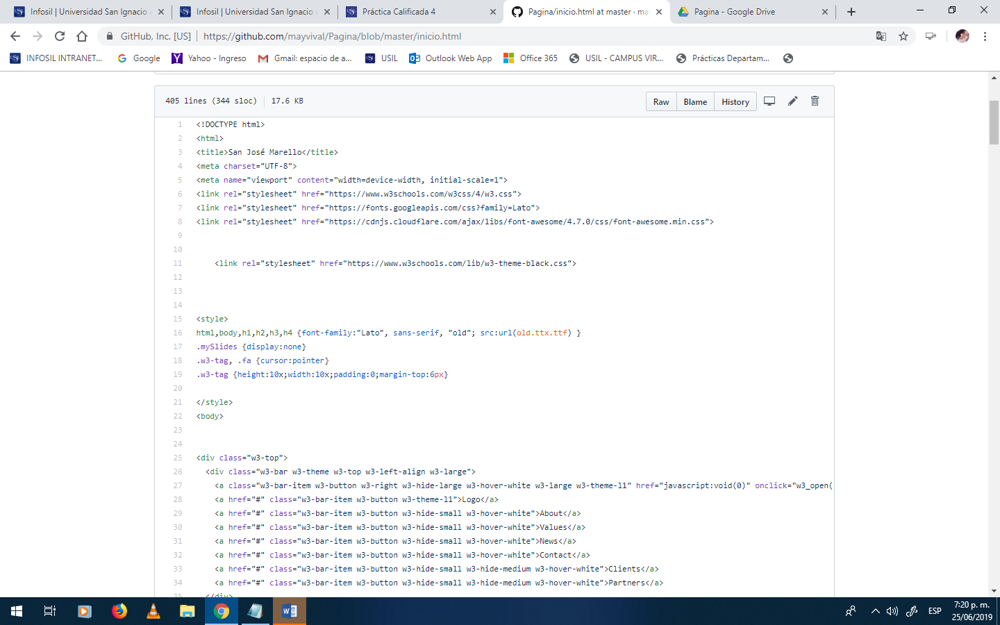 Infosil | Universidad San Ignacio
Infosil | Universidad San Ignacio
Práctica Calificada 4
Pagina/inicio.html at master · ma
Pagina - Google Drive
GitHub, Inc. [US] | https://github.com/mayvival/Pagina/blob/master/inicio.html
INFOSIL INTRANET... Google Yahoo - Ingreso Gmail: espacio de a... USIL Outlook Web App Office 365 USIL - CAMPUS VIR... Prácticas Departam...
405 lines (344 sloc) 17.6 KB Raw Blame History
1 <!DOCTYPE html>
2 <html>
3 <title>San José Marello</title>
4 <meta charset="UTF-8">
5 <meta name="viewport" content="width=device-width, initial-scale=1">
6 <link rel="stylesheet" href="https://www.w3schools.com/w3css/4/w3.css">
7 <link rel="stylesheet" href="https://fonts.googleapis.com/css?family=Lato">
8 <link rel="stylesheet" href="https://cdnjs.cloudflare.com/ajax/libs/font-awesome/4.7.0/css/font-awesome.min.css">
9
10
11 <link rel="stylesheet" href="https://www.w3schools.com/lib/w3-theme-black.css">
12
13
14
15 <style>
16 html,body,h1,h2,h3,h4 {font-family:"Lato", sans-serif, "old"; src:url(old.ttx.ttf) }
17 .mySlides {display:none}
18 .w3-tag, .fa {cursor:pointer}
19 .w3-tag {height:10x;width:10x;padding:0;margin-top:6px}
20
21 </style>
22 <body>
23
24
25 <div class="w3-top">
26 <div class="w3-bar w3-theme w3-top w3-left-align w3-large">
27 <a class="w3-bar-item w3-button w3-right w3-hide-large w3-hover-white w3-large w3-theme-l1" href="javascript:void(0)" onclick="w3_open(
28 <a href="#" class="w3-bar-item w3-button w3-theme-l1">Logo</a>
29 <a href="#" class="w3-bar-item w3-button w3-hide-small w3-hover-white">About</a>
30 <a href="#" class="w3-bar-item w3-button w3-hide-small w3-hover-white">Values</a>
31 <a href="#" class="w3-bar-item w3-button w3-hide-small w3-hover-white">News</a>
32 <a href="#" class="w3-bar-item w3-button w3-hide-small w3-hover-white">Contact</a>
33 <a href="#" class="w3-bar-item w3-button w3-hide-small w3-hide-medium w3-hover-white">Clients</a>
34 <a href="#" class="w3-bar-item w3-button w3-hide-small w3-hide-medium w3-hover-white">Partners</a>
35 </div>
ESP
7:20 p. m.
25/06/2019